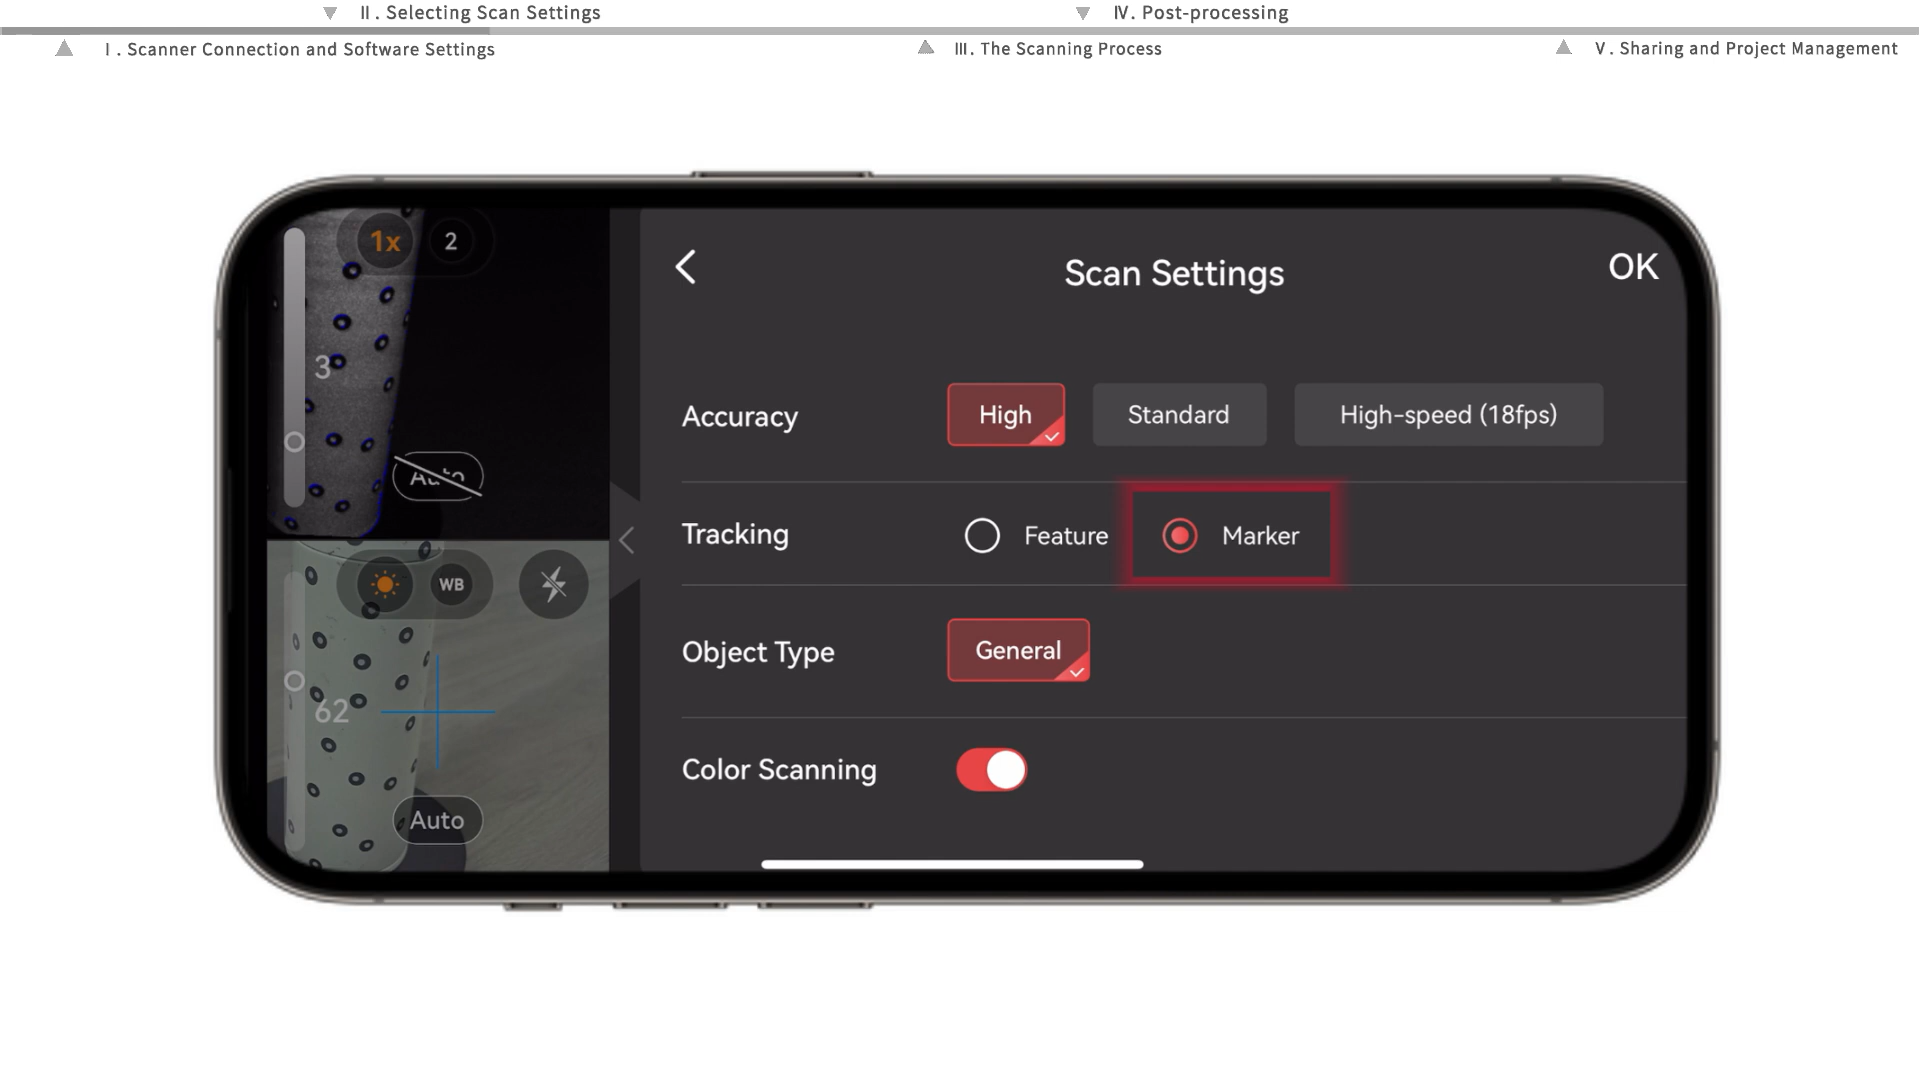 Ⅱ. Selecting Scan Settings
Ⅳ. Post-processing
Ⅰ. Scanner Connection and Software Settings
Ⅲ. The Scanning Process
Ⅴ. Sharing and Project Management
1x
2
3
Auto
WB
62
Auto
Scan Settings
OK
Accuracy
High
Standard
High-speed (18fps)
Tracking
Feature
Marker
Object Type
General
Color Scanning